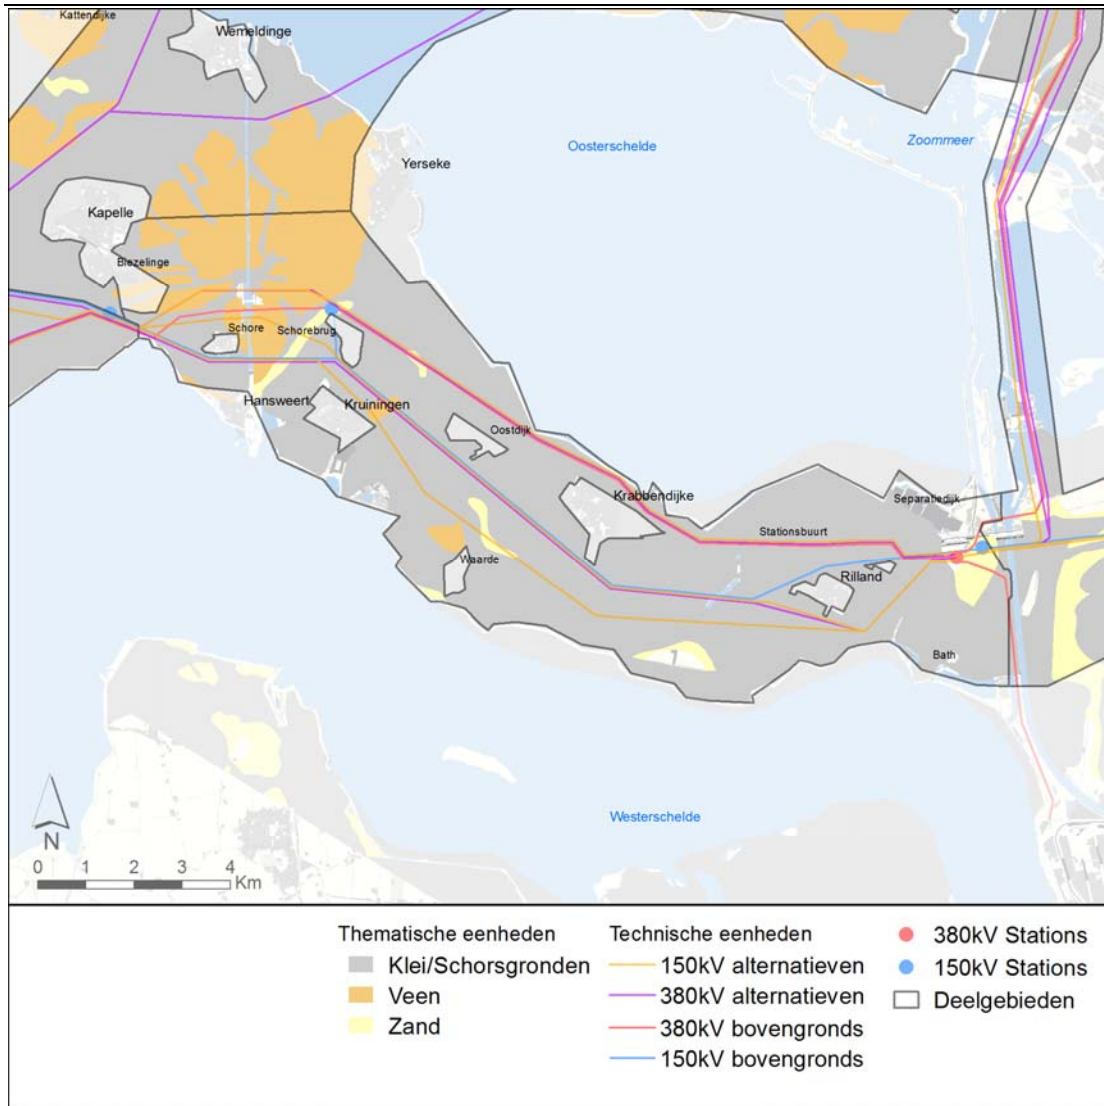 Kattendijke
Wemeldinge
Yerseke
Oosterschelde
Zoommeer
Kapelle
Biezelinge
Schore
Schorebrug
Hansweert
Kruiningen
Oostdijk
Krabbendijke
Separatiedijk
Stationsbuurt
Waarde
Rilland
Bath
Westerschelde
N
0 1 2 3 4
Km
Thematische eenheden
Klei/Schorsgronden
Veen
Zand
Technische eenheden
150kV alternatieven
380kV alternatieven
380kV bovengronds
150kV bovengronds
380kV Stations
150kV Stations
Deelgebieden